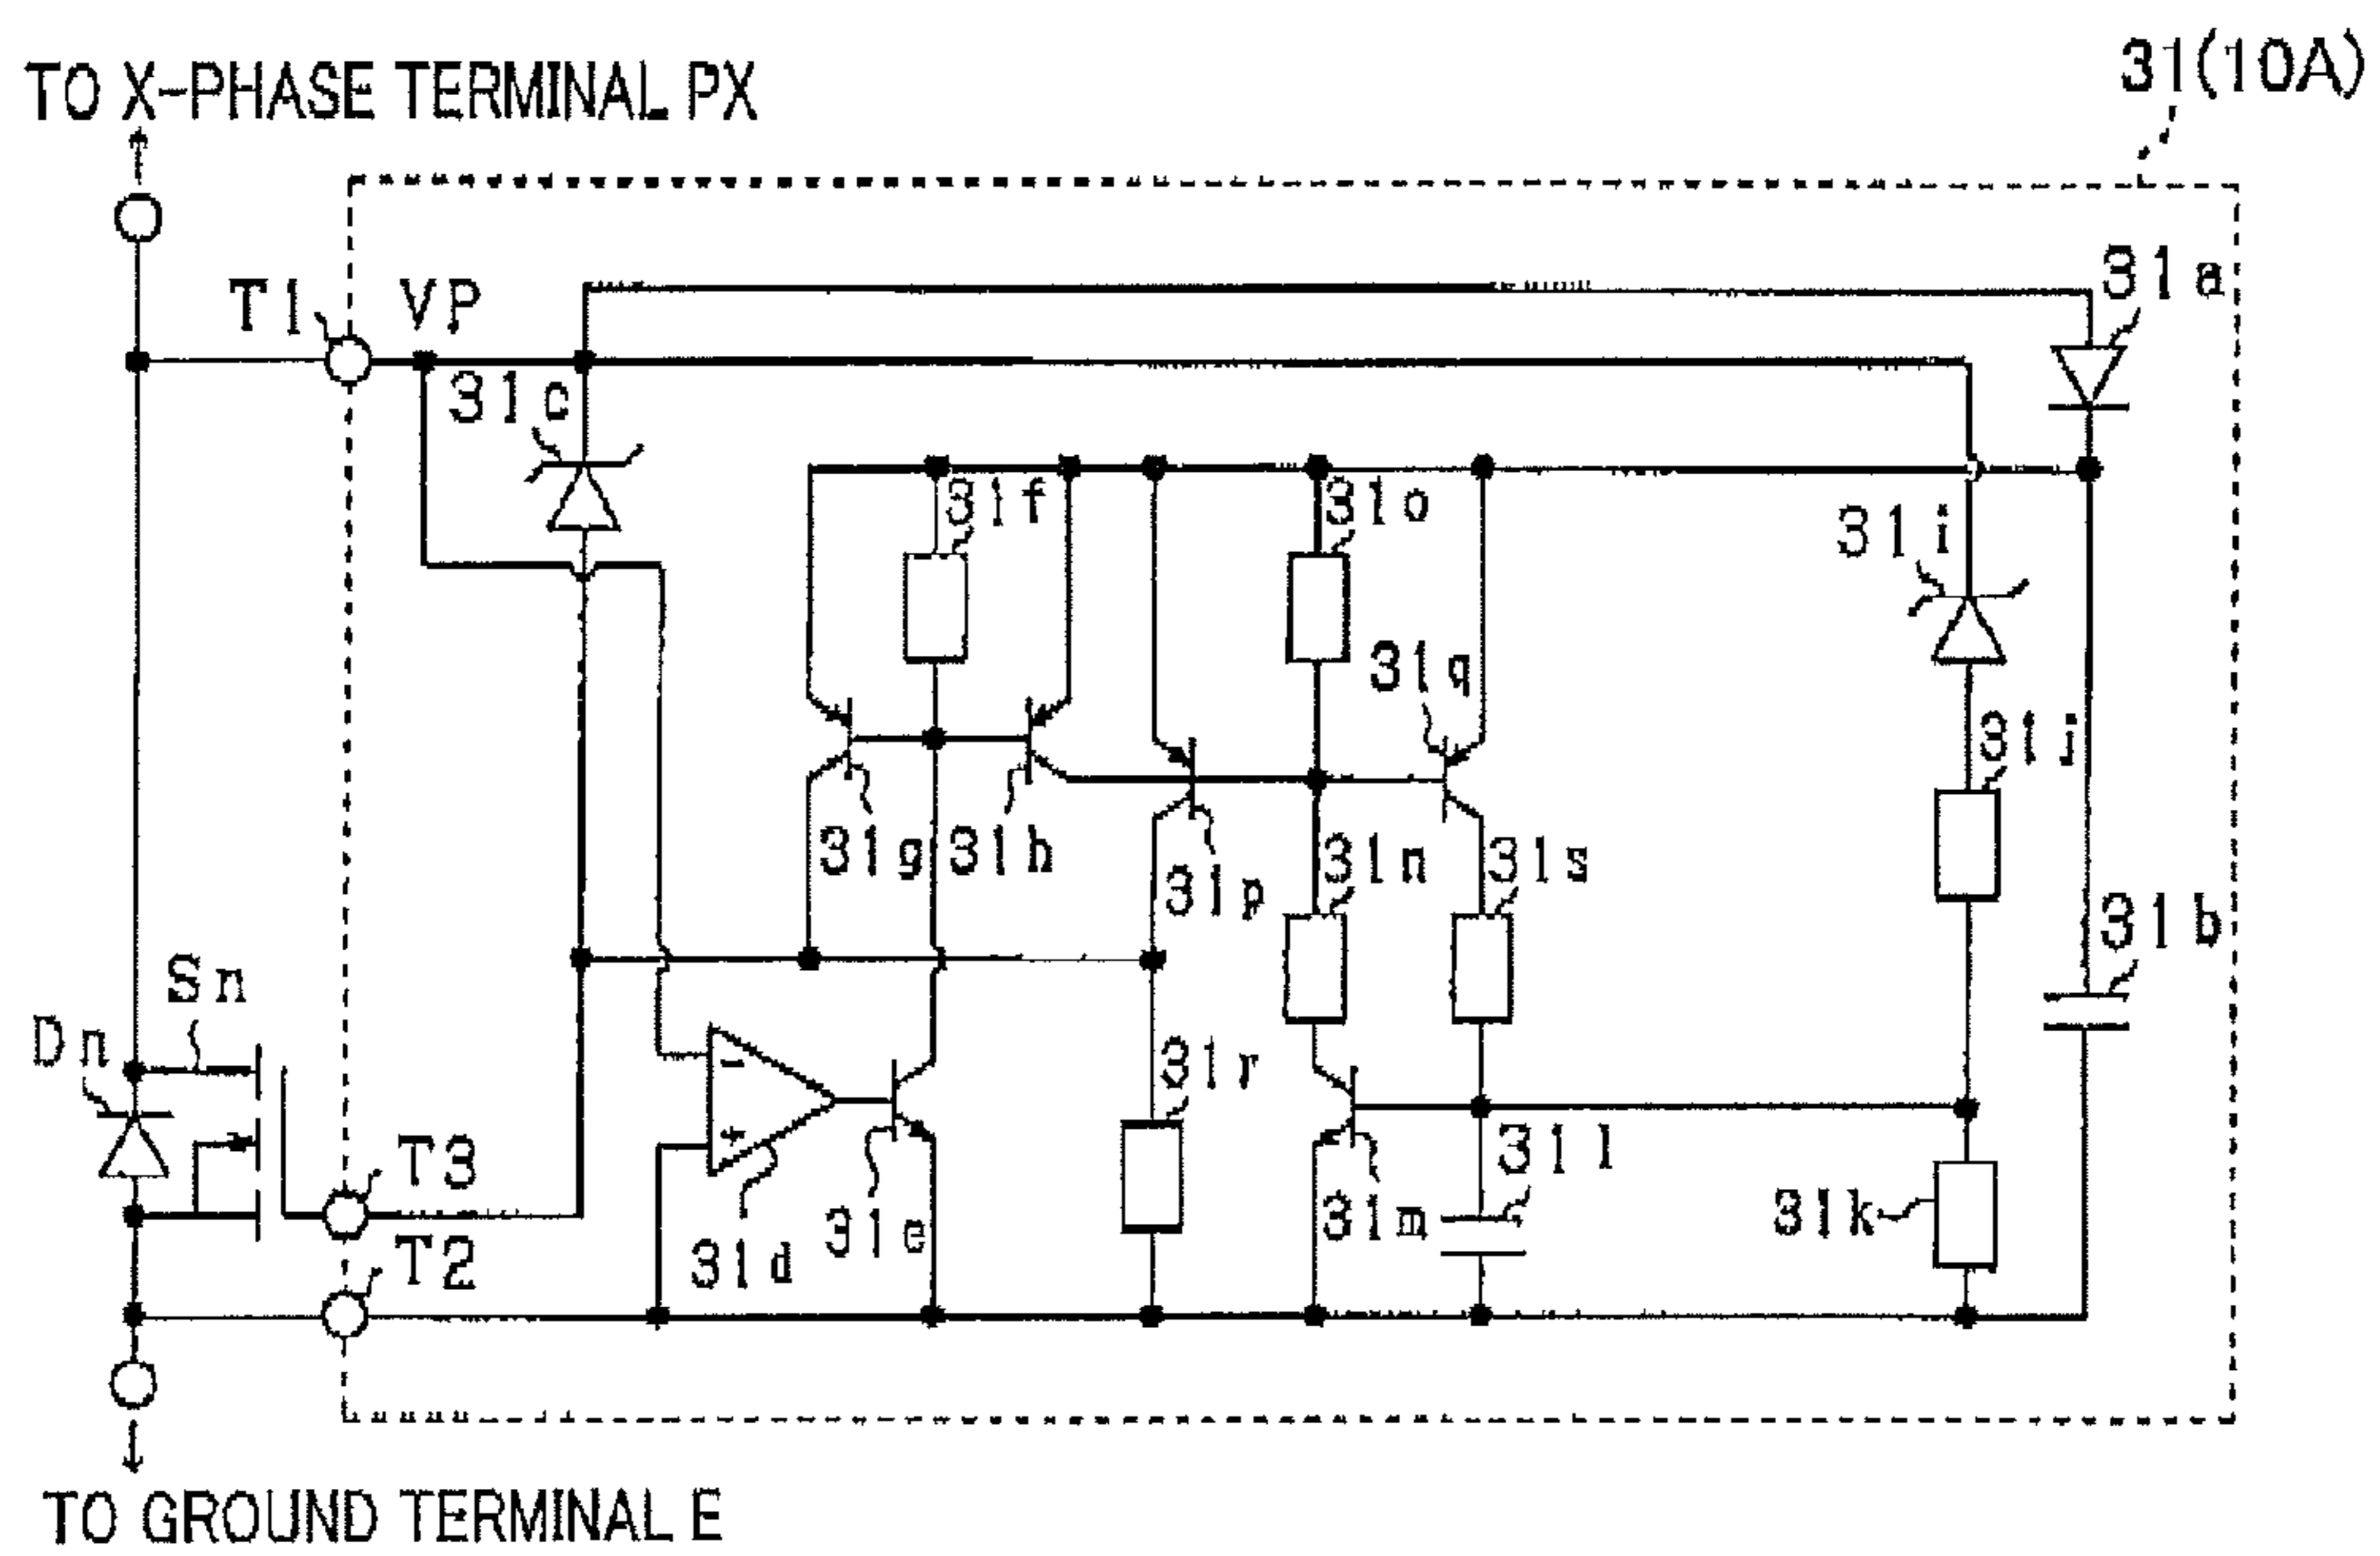 TO X-PHASE TERMINAL PX
31(10A)
T1
VP
31a
31c
31f
31o
31i
31q
31j
31g
31h
31p
31n
31s
31b
Sn
Dn
31r
T3
31l
31e
31m
31k
31d
T2
+
-
TO GROUND TERMINAL E